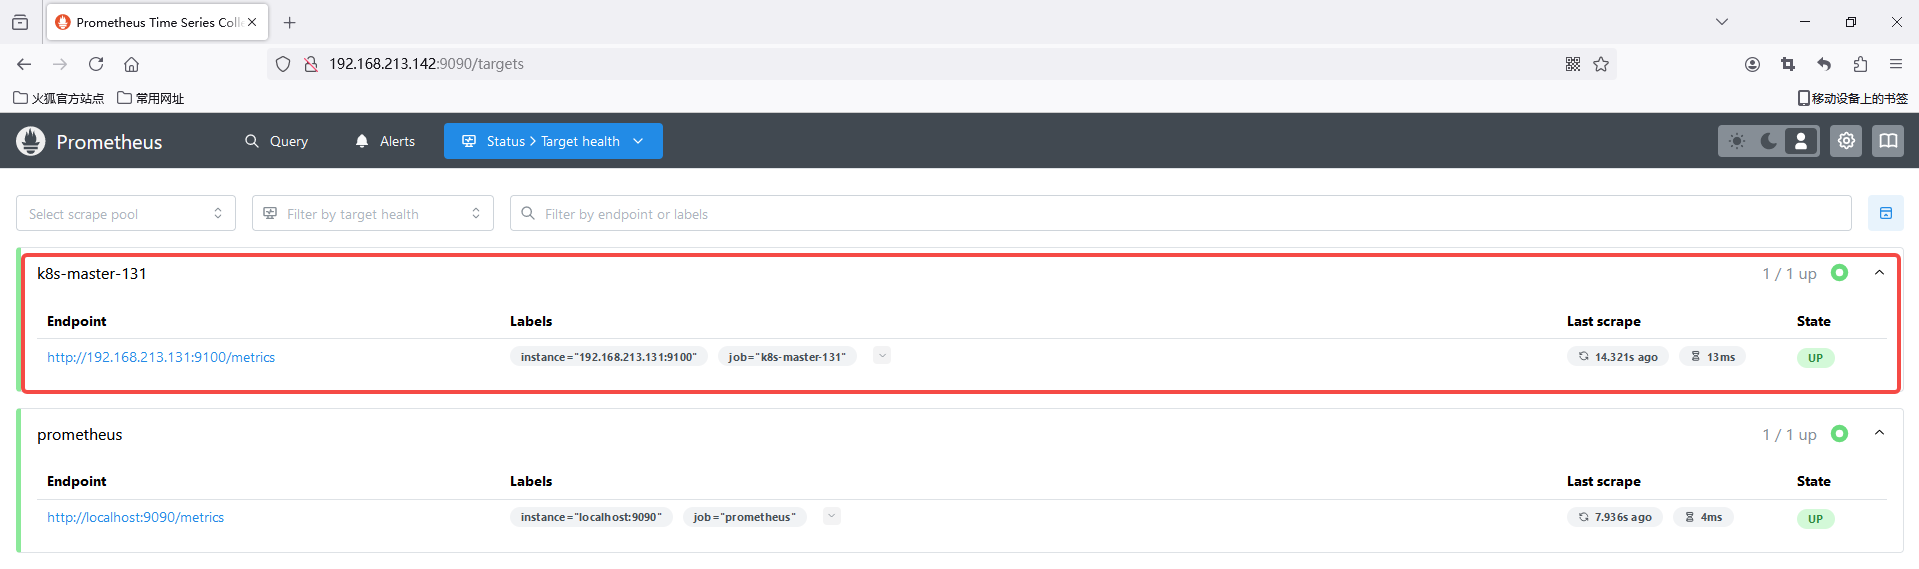 Prometheus Time Series Coll
192.168.213.142:9090/targets
火狐官方站点 常用网址 移动设备上的书签
Prometheus Query Alerts Status > Target health
Select scrape pool Filter by target health Filter by endpoint or labels
k8s-master-131 1 / 1 up
Endpoint Labels Last scrape State
http://192.168.213.131:9100/metrics instance="192.168.213.131:9100" job="k8s-master-131" 14.321s ago 13ms UP
prometheus 1 / 1 up
Endpoint Labels Last scrape State
http://localhost:9090/metrics instance="localhost:9090" job="prometheus" 7.936s ago 4ms UP